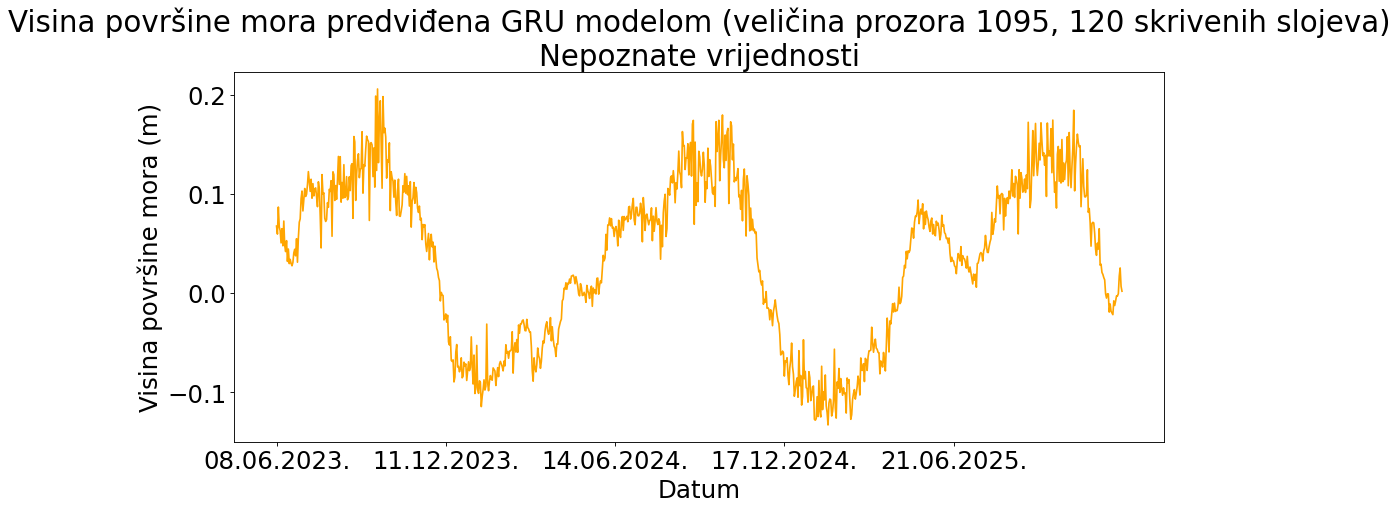 Visina površine mora predviđena GRU modelom (veličina prozora 1095, 120 skrivenih slojeva)
Nepoznate vrijednosti
Visina površine mora (m)
0.2
0.1
0.0
−0.1
08.06.2023.
11.12.2023.
14.06.2024.
17.12.2024.
21.06.2025.
Datum